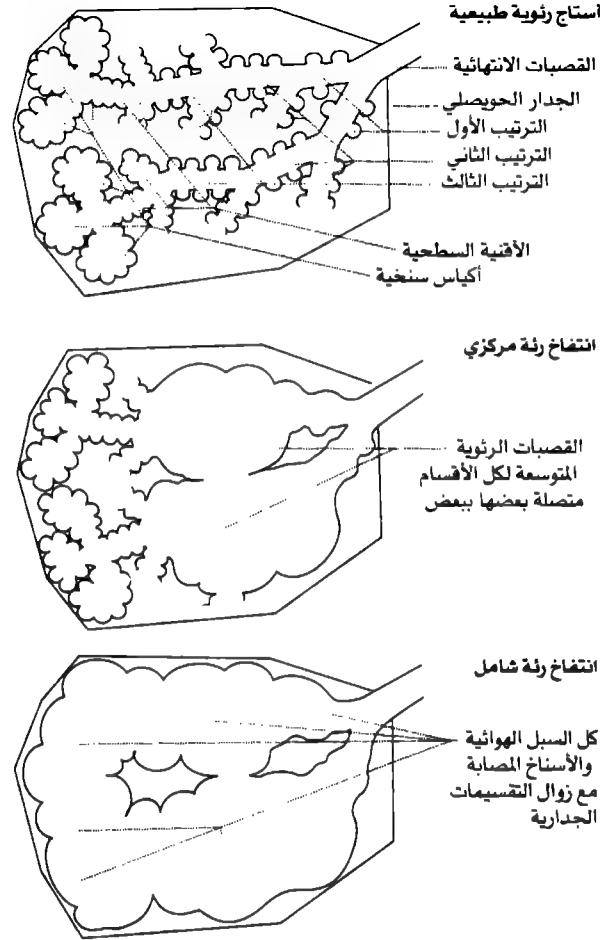 أستاج رئوية طبيعية
القصبات الانتهائية
الجدار الحويصلي
الترتيب الأول
الترتيب الثاني
الترتيب الثالث
الأقنية السطحية
أكياس سنخية
انتفاخ رئة مركزي
القصبات الرئوية
المتوسعة لكل الأقسام
متصلة بعضها ببعض
انتفاخ رئة شامل
كل السبل الهوائية
والأسناخ المصابة
مع زوال التقسيمات
الجدارية